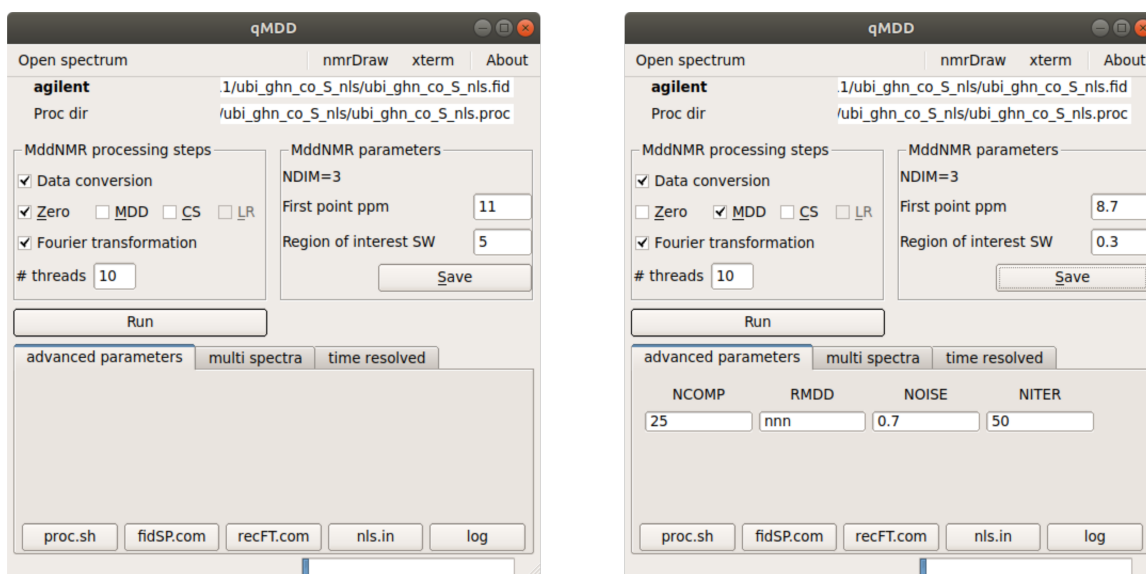 qMDD
Open spectrum nmrDraw xterm About
agilent .1/ubi_ghn_co_S_nls/ubi_ghn_co_S_nls.fid
Proc dir /ubi_ghn_co_S_nls/ubi_ghn_co_S_nls.proc
MddNMR processing steps MddNMR parameters
Data conversion NDIM=3
Zero MDD CS LR First point ppm 11
Fourier transformation Region of interest SW 5
# threads 10 Save
Run
advanced parameters multi spectra time resolved
proc.sh fidSP.com recFT.com nls.in log
qMDD
Open spectrum nmrDraw xterm About
agilent .1/ubi_ghn_co_S_nls/ubi_ghn_co_S_nls.fid
Proc dir /ubi_ghn_co_S_nls/ubi_ghn_co_S_nls.proc
MddNMR processing steps MddNMR parameters
Data conversion NDIM=3
Zero MDD CS LR First point ppm 8.7
Fourier transformation Region of interest SW 0.3
# threads 10 Save
Run
advanced parameters multi spectra time resolved
NCOMP RMDD NOISE NITER
25 nnn 0.7 50
proc.sh fidSP.com recFT.com nls.in log